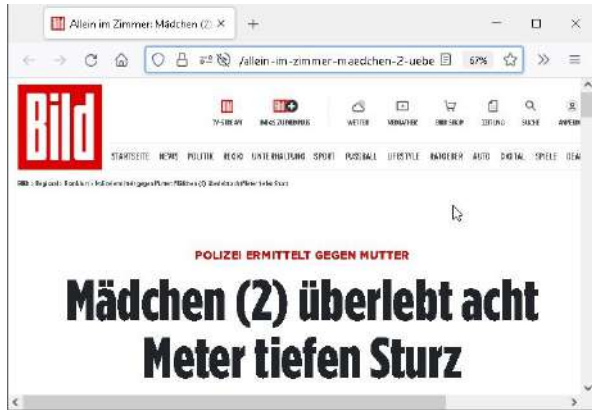 Allein im Zimmer: Mädchen (2)
/allein-im-zimmer-maedchen-2-uebe 67%
Bild
WETTER ZEITUNG SUCHE
STARTSEITE NEWS POLITIK REGIO UNTERHALTUNG SPORT FUSSBALL LIFESTYLE RATGEBER AUTO DIGITAL SPIELE
POLIZEI ERMITTELT GEGEN MUTTER
Mädchen (2) überlebt acht
Meter tiefen Sturz